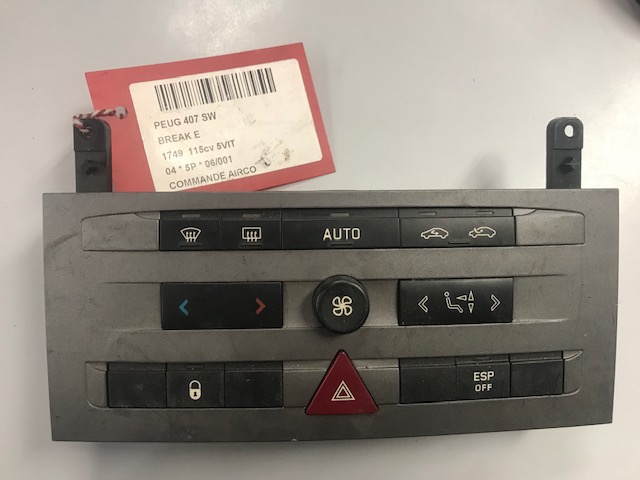 PEUG 407 SW
BREAK E
1749 115cv 5VIT
04 * 5P * 06/001
COMMANDE AIRCO
AUTO
ESP
OFF